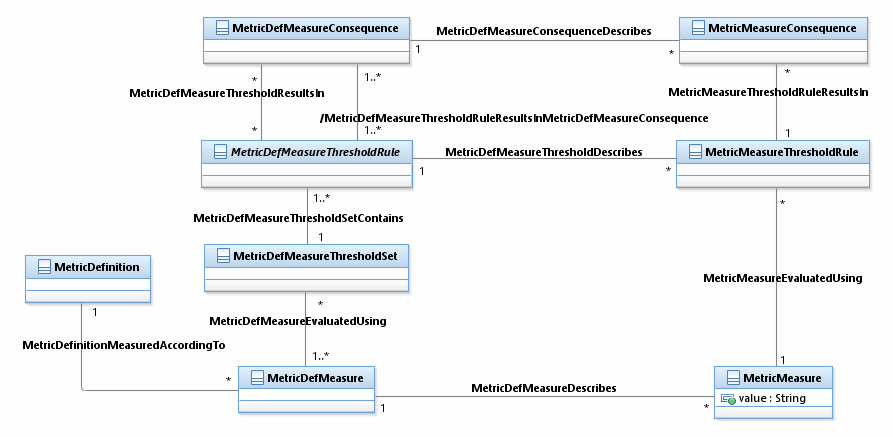 MetricDefMeasureConsequence
MetricDefMeasureConsequenceDescribes
MetricMeasureConsequence
1
*
*
1..*
*
MetricDefMeasureThresholdResultsIn
MetricMeasureThresholdRuleResultsIn
/MetricDefMeasureThresholdRuleResultsInMetricDefMeasureConsequence
*
1..*
1
MetricDefMeasureThresholdRule
MetricDefMeasureThresholdDescribes
MetricMeasureThresholdRule
1
*
1..*
*
MetricDefMeasureThresholdSetContains
1
MetricDefMeasureThresholdSet
MetricDefinition
MetricMeasureEvaluatedUsing
*
1
MetricDefMeasureEvaluatedUsing
MetricDefinitionMeasuredAccordingTo
1..*
1
*
MetricDefMeasure
MetricDefMeasureDescribes
MetricMeasure
value : String
1
*